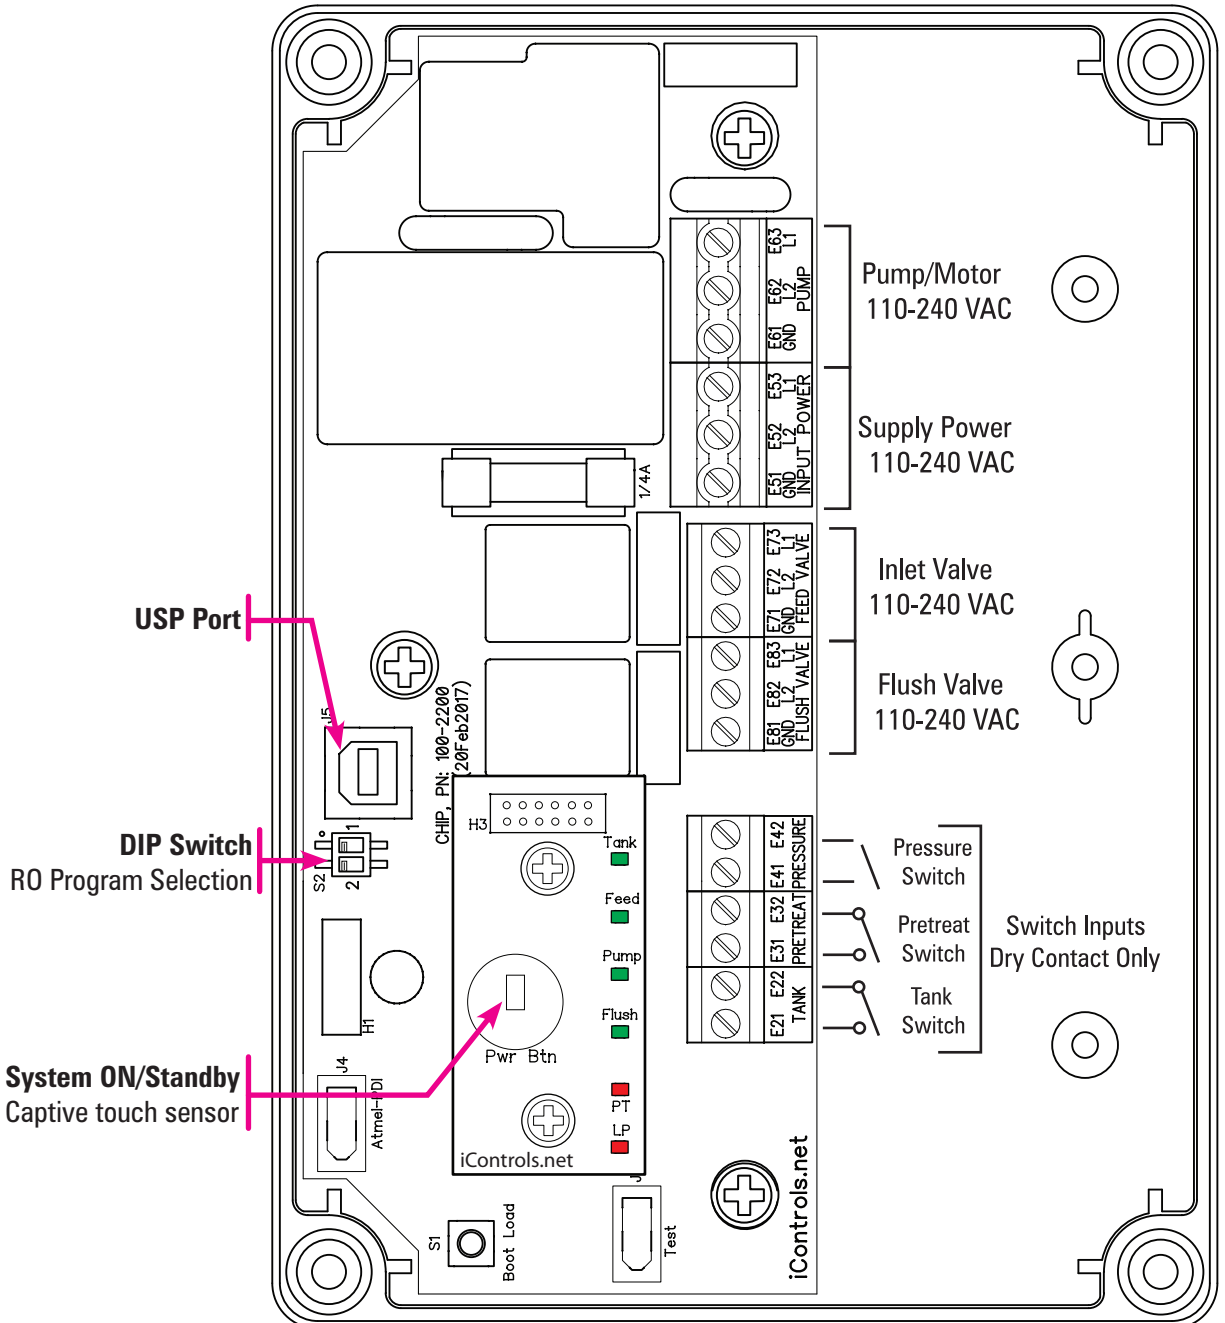 E63
L1
E62
L2
PUMP
E61
GND
Pump/Motor
110-240 VAC
E53
L1
E52
L2
E51
GND
INPUT POWER
Supply Power
110-240 VAC
1/4A
E73
L1
E72
L2
E71
GND
FEED VALVE
Inlet Valve
110-240 VAC
E83
L1
E82
L2
E81
GND
FLUSH VALVE
Flush Valve
110-240 VAC
USP Port
J5
CHIP, PN: 100-2200
(20Feb2017)
DIP Switch
RO Program Selection
S2
1
2
H3
Tank
Feed
Pump
Flush
PT
LP
Pwr Btn
iControls.net
E42
E41
PRESSURE
Pressure
Switch
E32
E31
PRETREAT
Pretreat
Switch
E22
E21
TANK
Tank
Switch
Switch Inputs
Dry Contact Only
H1
System ON/Standby
Captive touch sensor
J4
Atmel-PDI
S1
Boot Load
J
Test
iControls.net